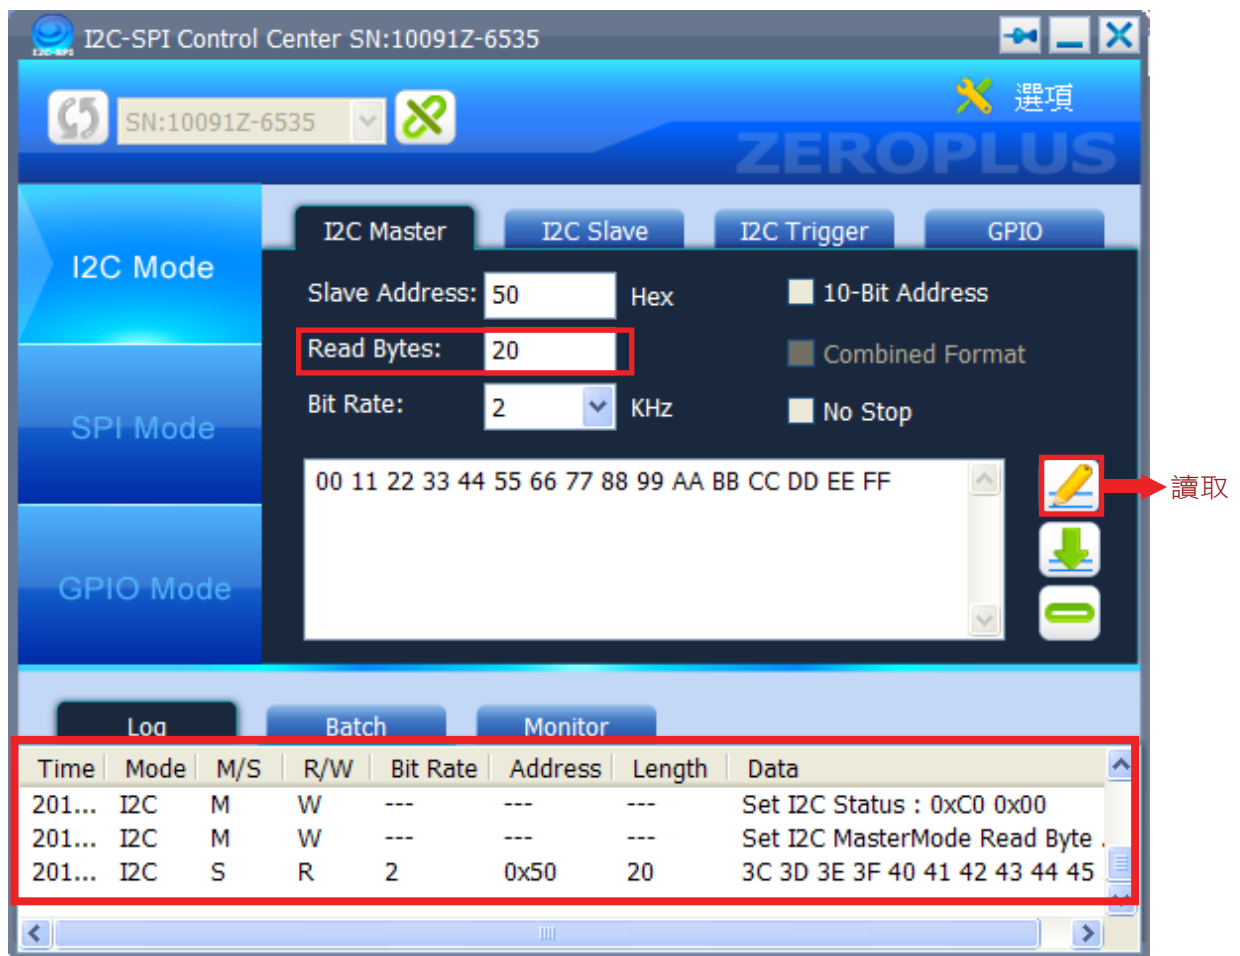 I2C-SPI Control Center SN:10091Z-6535
I2C-SPI
SN:10091Z-6535
選項
ZEROPLUS
I2C Mode
SPI Mode
GPIO Mode
I2C Master I2C Slave I2C Trigger GPIO
Slave Address: 50 Hex 10-Bit Address
Read Bytes: 20 Combined Format
Bit Rate: 2 KHz No Stop
00 11 22 33 44 55 66 77 88 99 AA BB CC DD EE FF
讀取
Log Batch Monitor
Time Mode M/S R/W Bit Rate Address Length Data
201... I2C M W --- --- --- Set I2C Status : 0xC0 0x00
201... I2C M W --- --- --- Set I2C MasterMode Read Byte .
201... I2C S R 2 0x50 20 3C 3D 3E 3F 40 41 42 43 44 45